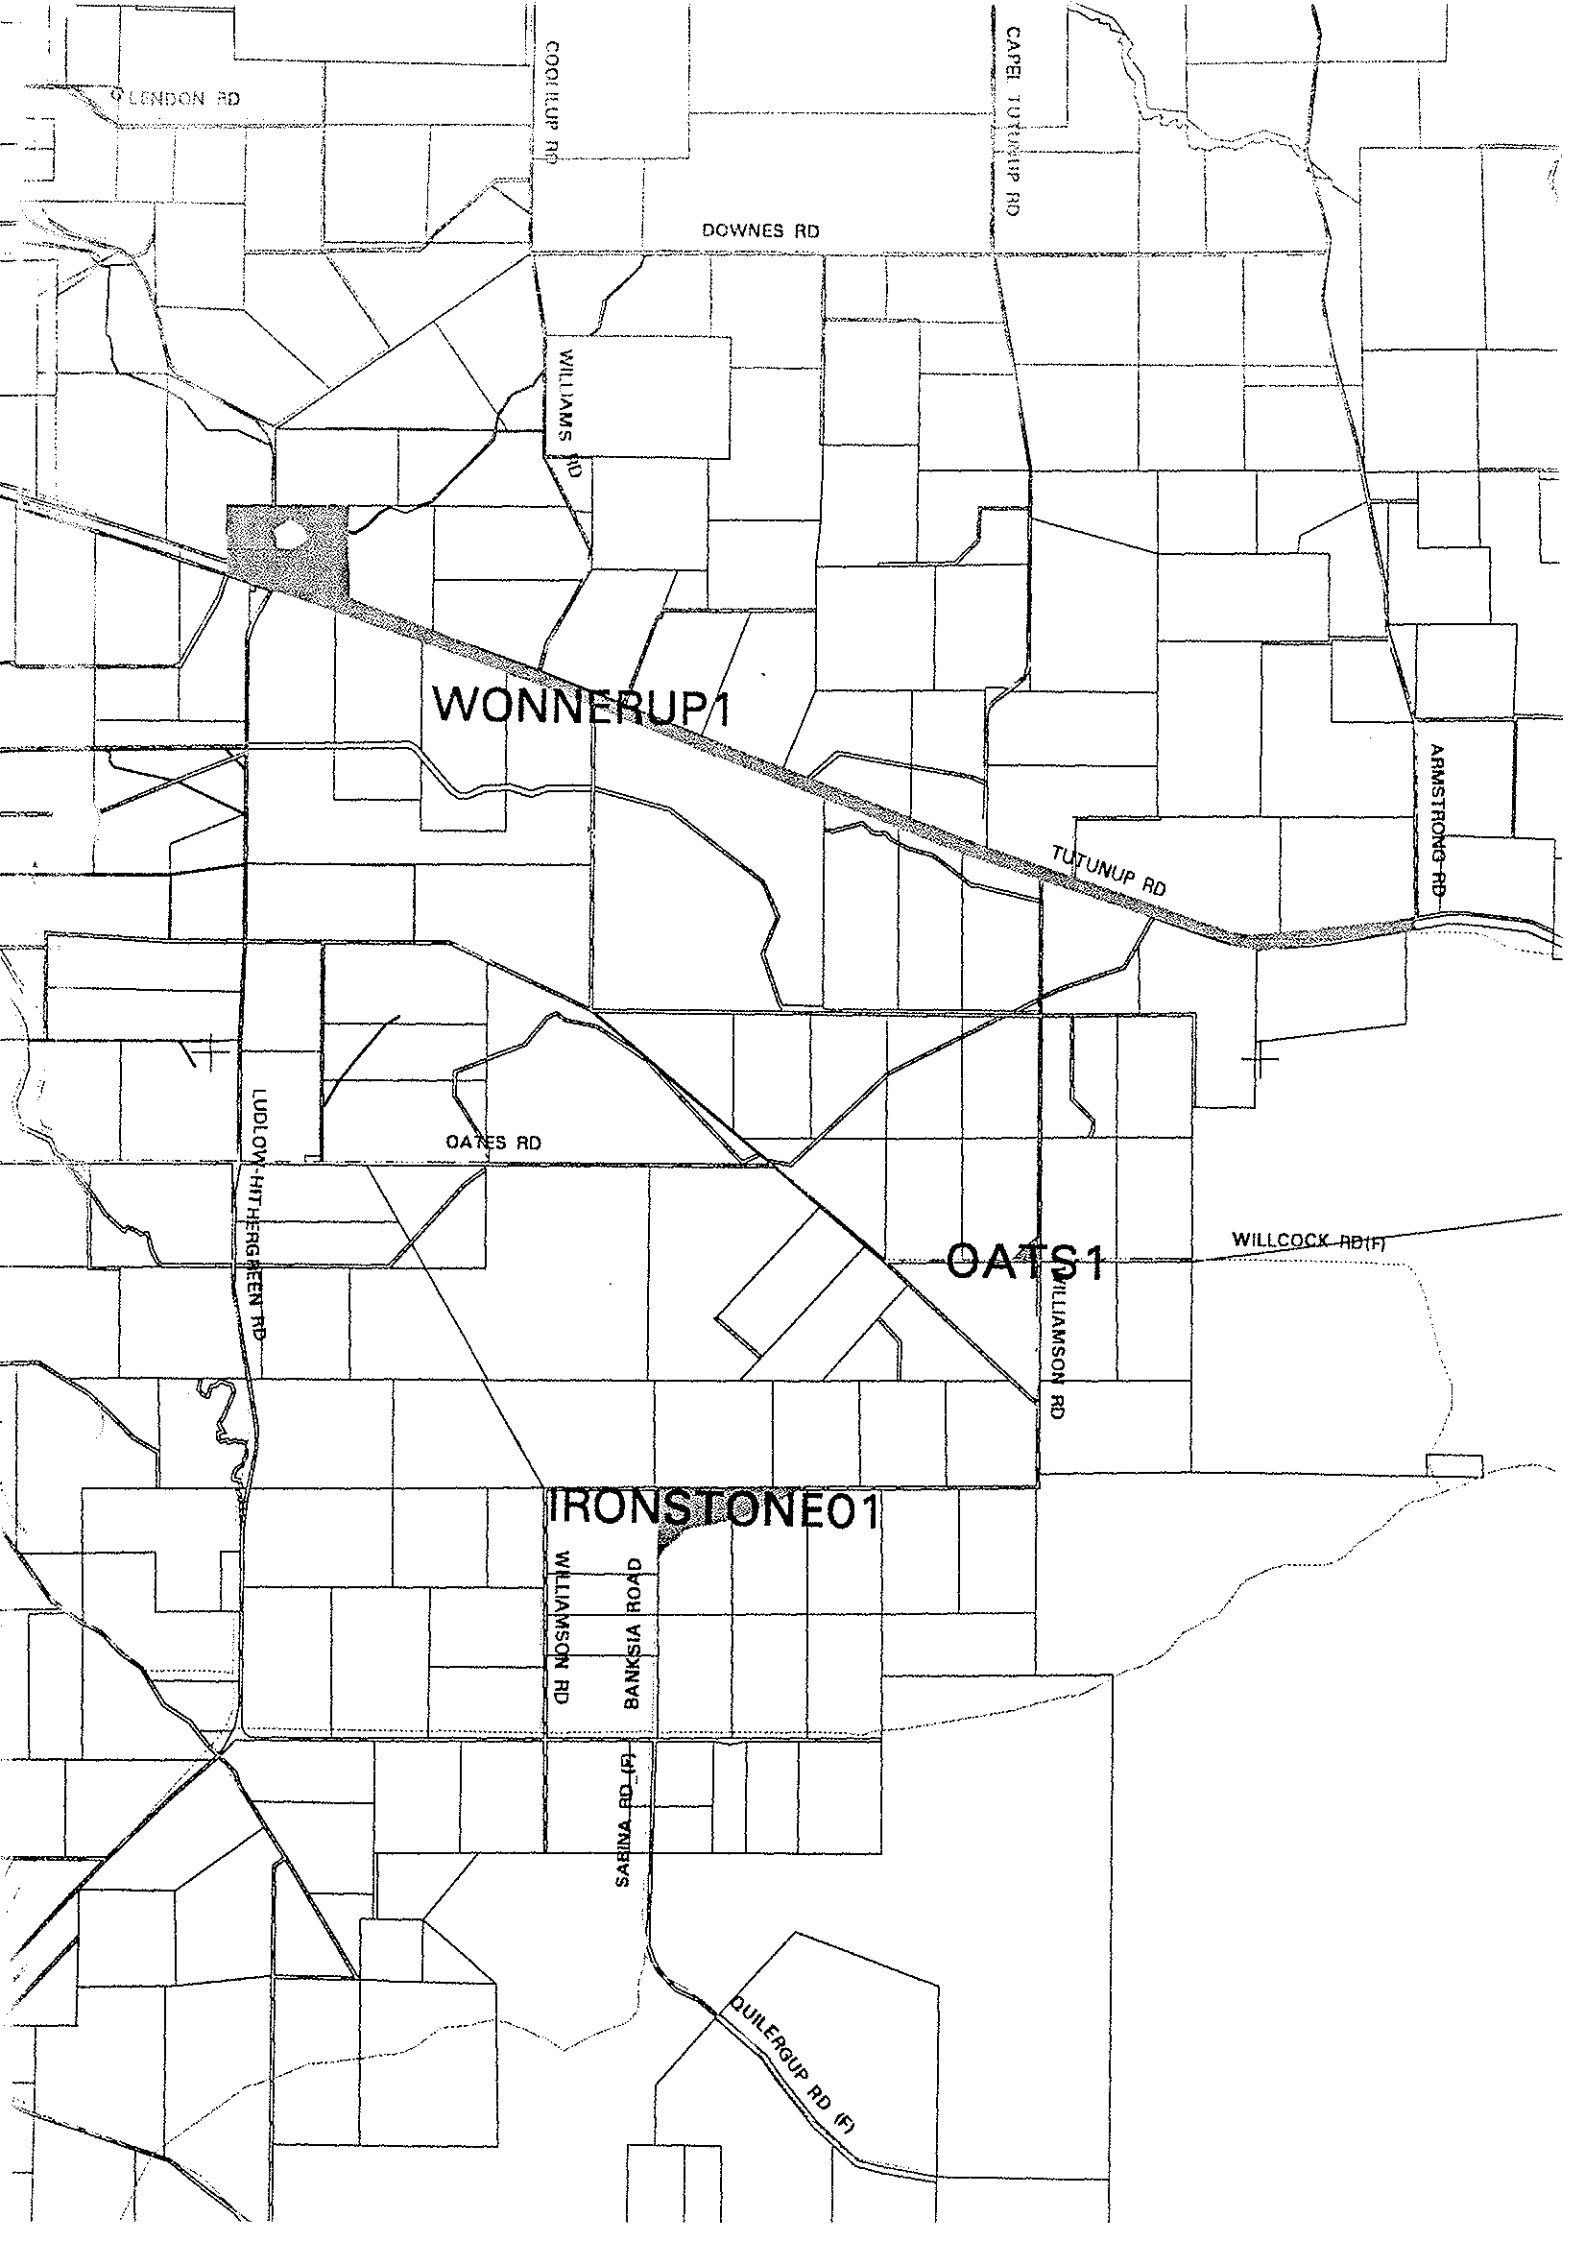 LENDON RD
COOLILUP RD
CAPEL TUTUNUP RD
DOWNES RD
WILLIAMS RD
WONNERUP1
TUTUNUP RD
ARMSTRONG RD
LUDLOW-HITHERGREEN RD
OATES RD
OATS1
WILLCOCK RD(F)
WILLIAMSON RD
IRONSTONE01
WILLIAMSON RD
BANKSIA ROAD
SABINA RD (F)
QUILERGUP RD (F)